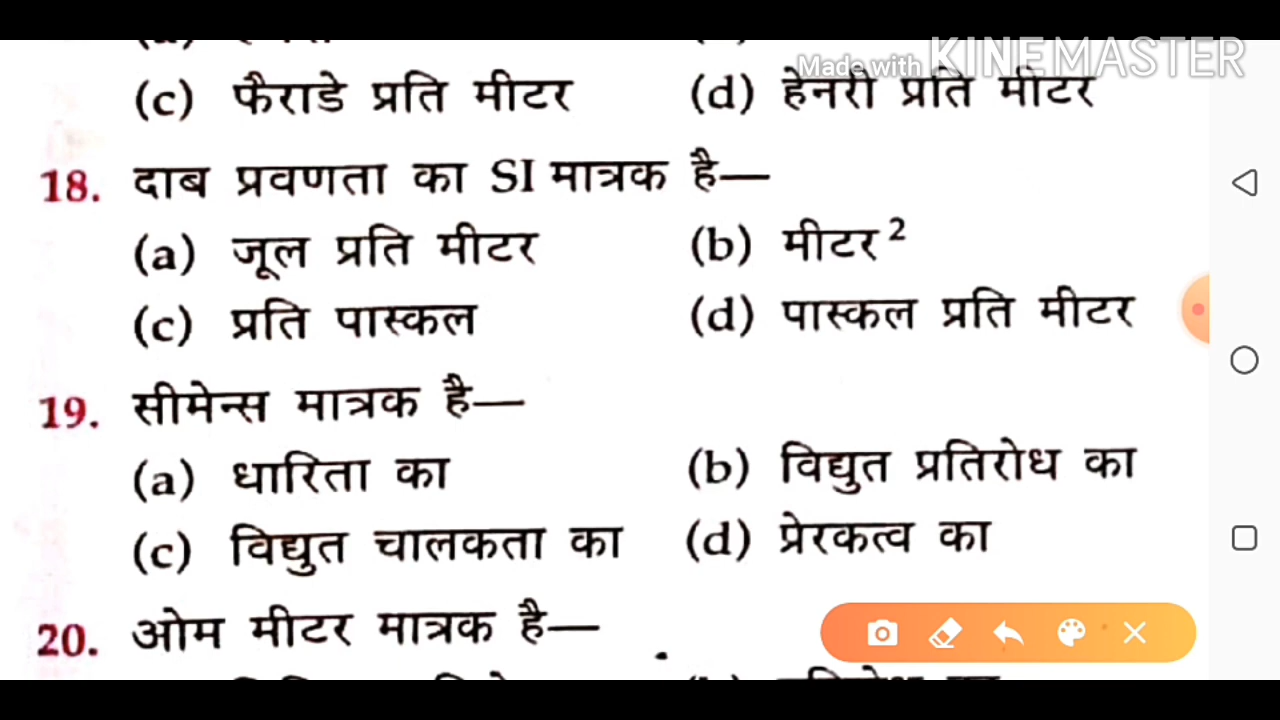 Made with KINEMASTER
(c) फैराडे प्रति मीटर (d) हेनरी प्रति मीटर
18. दाब प्रवणता का SI मात्रक है—
(a) जूल प्रति मीटर (b) मीटर²
(c) प्रति पास्कल (d) पास्कल प्रति मीटर
19. सीमेन्स मात्रक है—
(a) धारिता का (b) विद्युत प्रतिरोध का
(c) विद्युत चालकता का (d) प्रेरकत्व का
20. ओम मीटर मात्रक है—